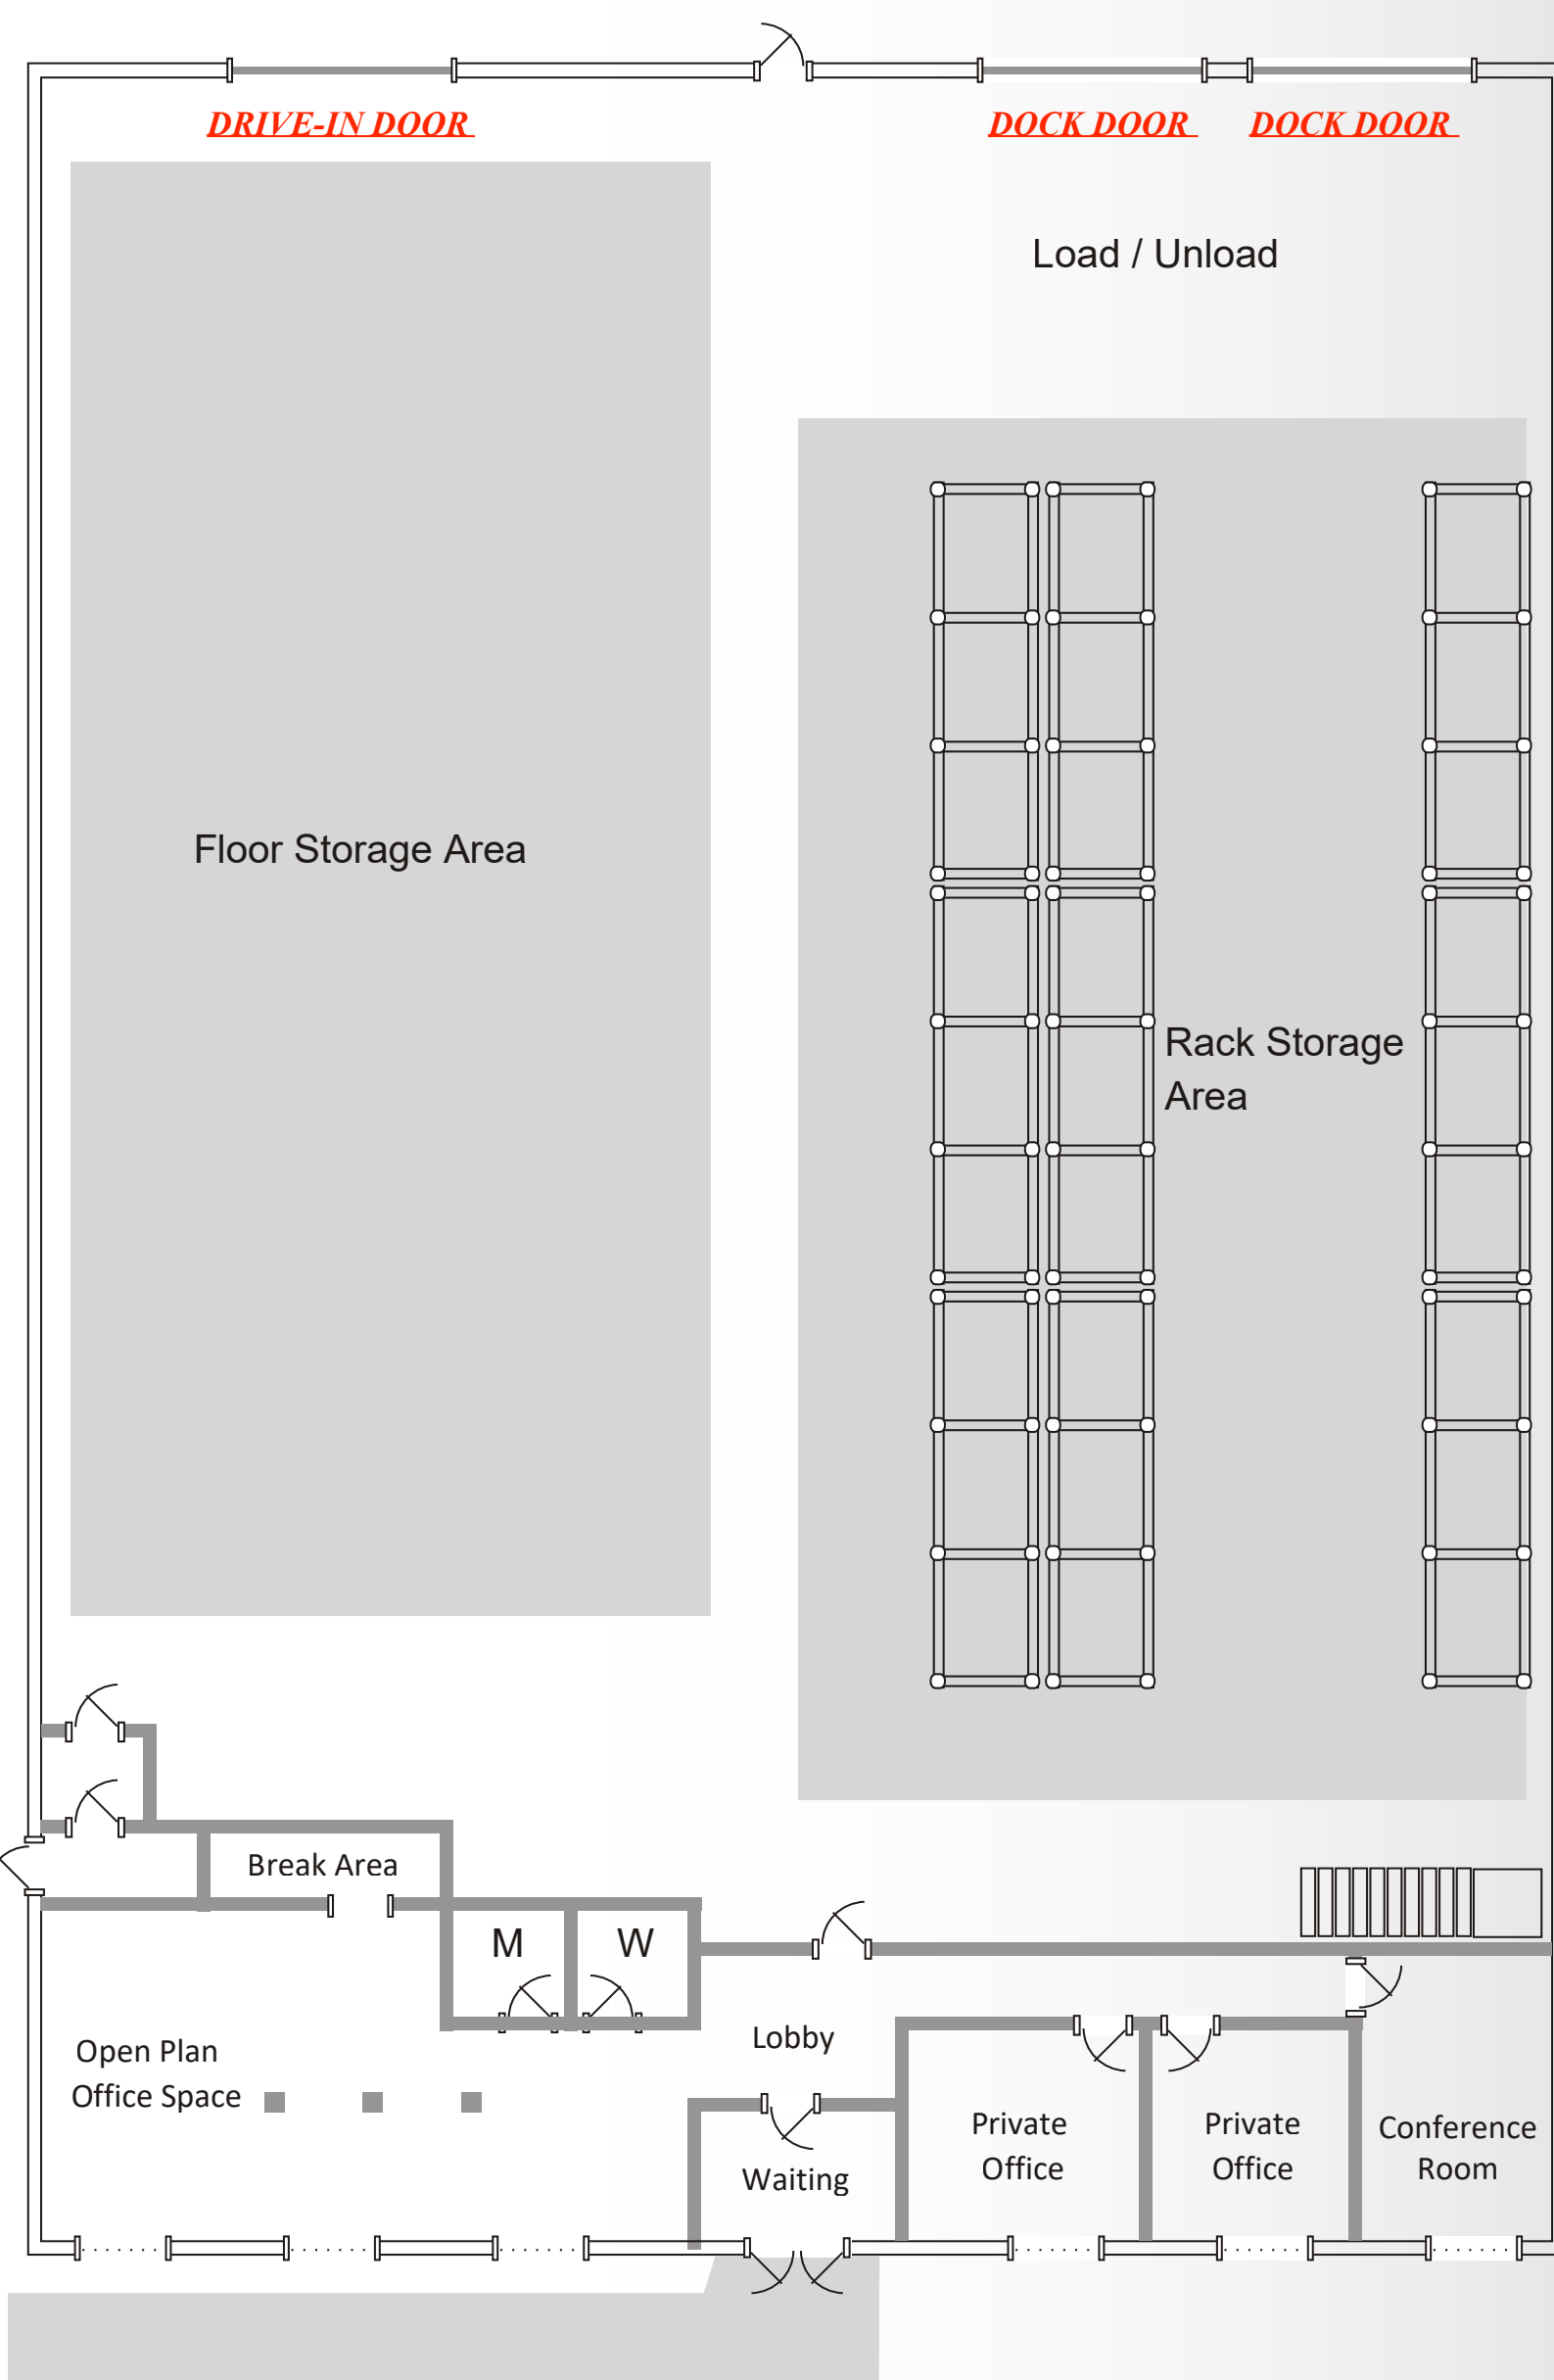 DRIVE-IN DOOR
DOCK DOOR
DOCK DOOR
Load / Unload
Floor Storage Area
Rack Storage
Area
Break Area
M
W
Open Plan
Office Space
Lobby
Waiting
Private
Office
Private
Office
Conference
Room